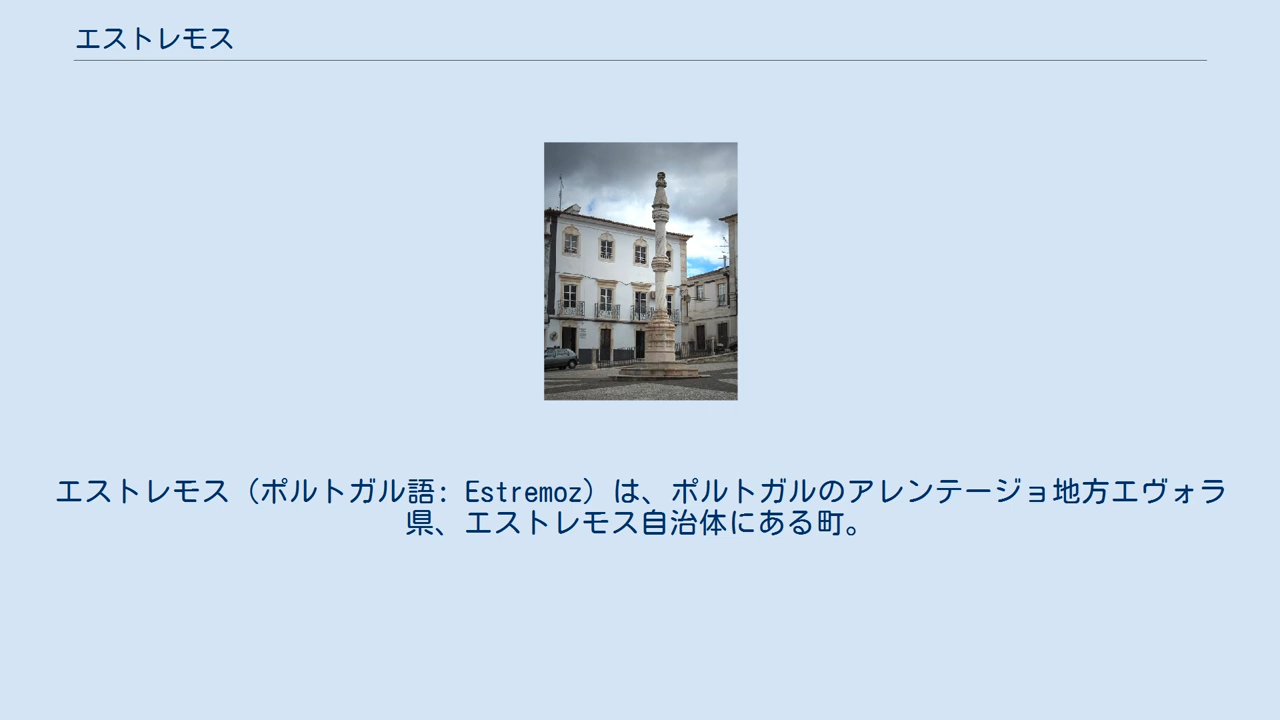 エストレモス
エストレモス（ポルトガル語: Estremoz）は、ポルトガルのアレンテージョ地方エヴォラ
県、エストレモス自治体にある町。